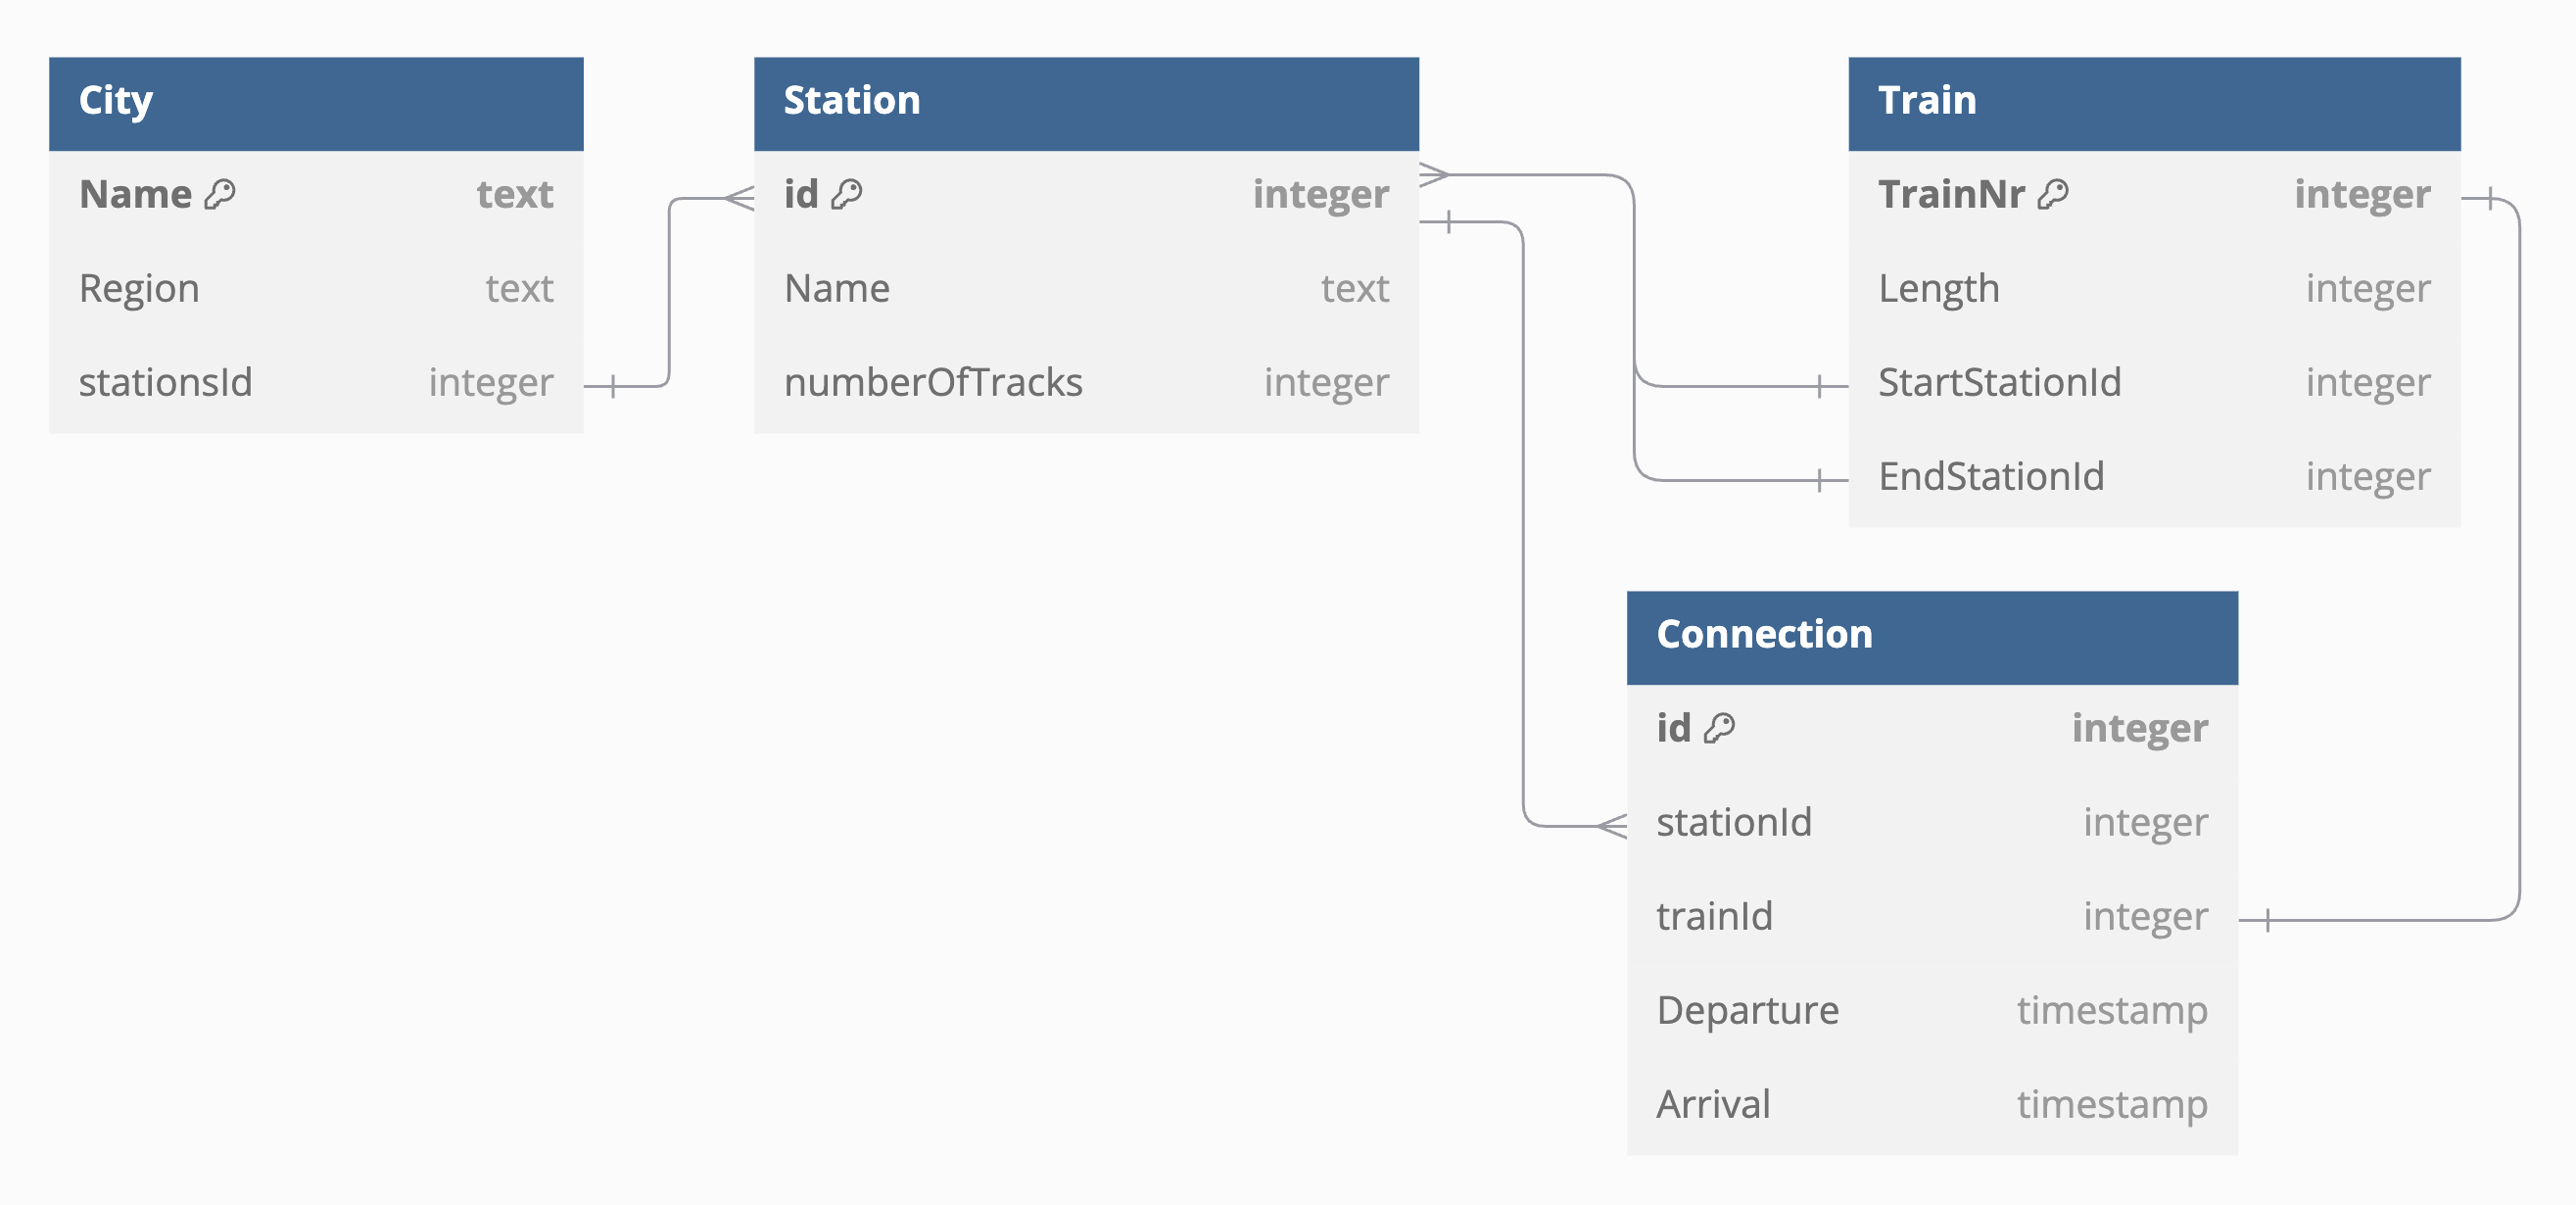 City
Name text
Region text
stationsId integer
Station
id integer
Name text
numberOfTracks integer
Train
TrainNr integer
Length integer
StartStationId integer
EndStationId integer
Connection
id integer
stationId integer
trainId integer
Departure timestamp
Arrival timestamp